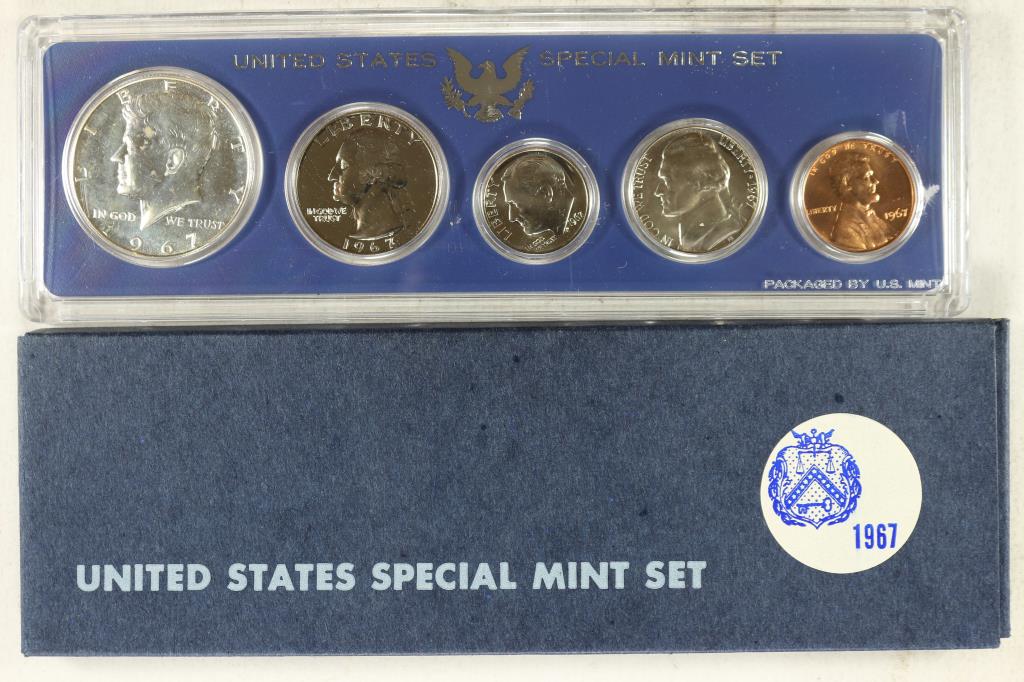 UNITED STATES SPECIAL MINT SET
LIBERTY
IN GOD WE TRUST
1967
LIBERTY
IN GOD WE
TRUST
1967
LIBERTY
IN GOD
WE TRUST
1967
IN GOD WE TRUST
LIBERTY 1967
IN GOD WE TRUST
LIBERTY
1967
PACKAGED BY U.S. MINT
1967
UNITED STATES SPECIAL MINT SET